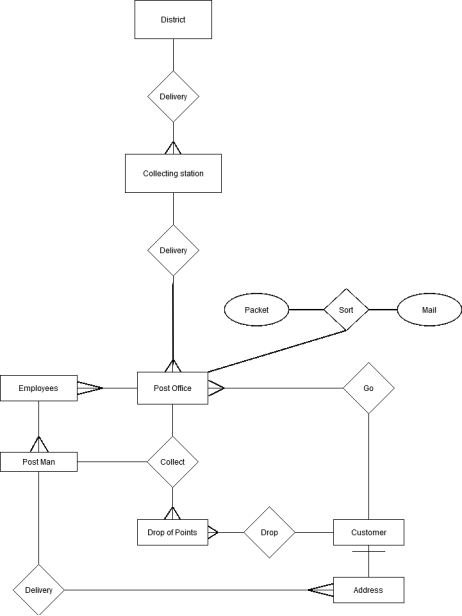 District
Delivery
Collecting station
Delivery
Packet
Sort
Mail
Employees
Post Office
Go
Post Man
Collect
Drop of Points
Drop
Customer
Delivery
Address